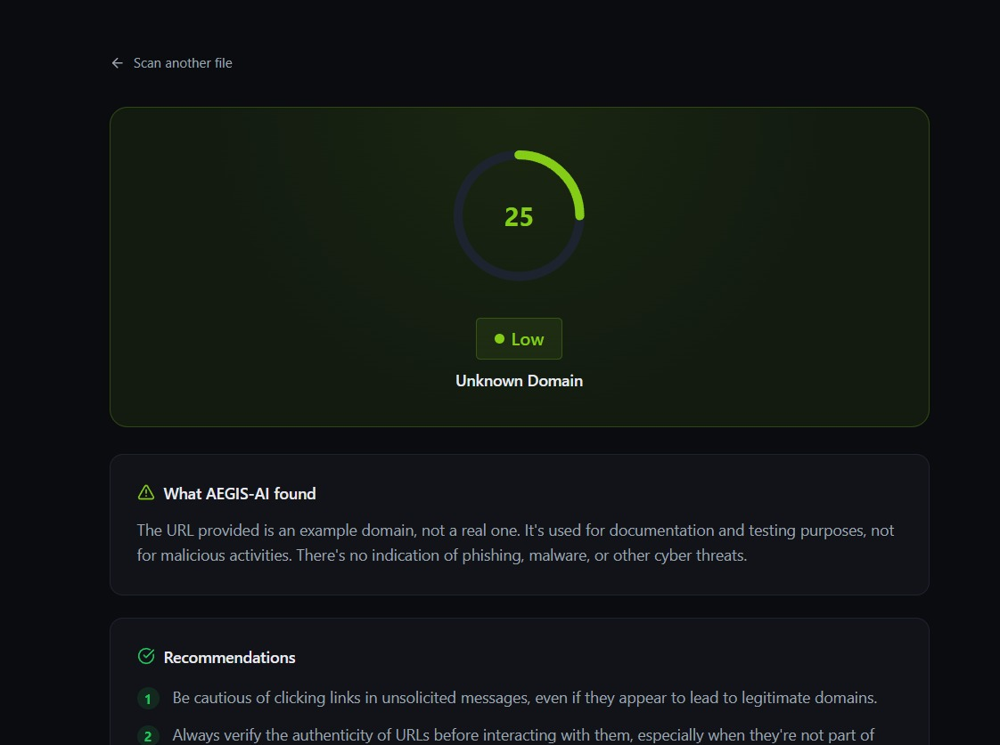 Scan another file
25
Low
Unknown Domain
What AEGIS-AI found
The URL provided is an example domain, not a real one. It's used for documentation and testing purposes, not
for malicious activities. There's no indication of phishing, malware, or other cyber threats.
Recommendations
1 Be cautious of clicking links in unsolicited messages, even if they appear to lead to legitimate domains.
2 Always verify the authenticity of URLs before interacting with them, especially when they're not part of